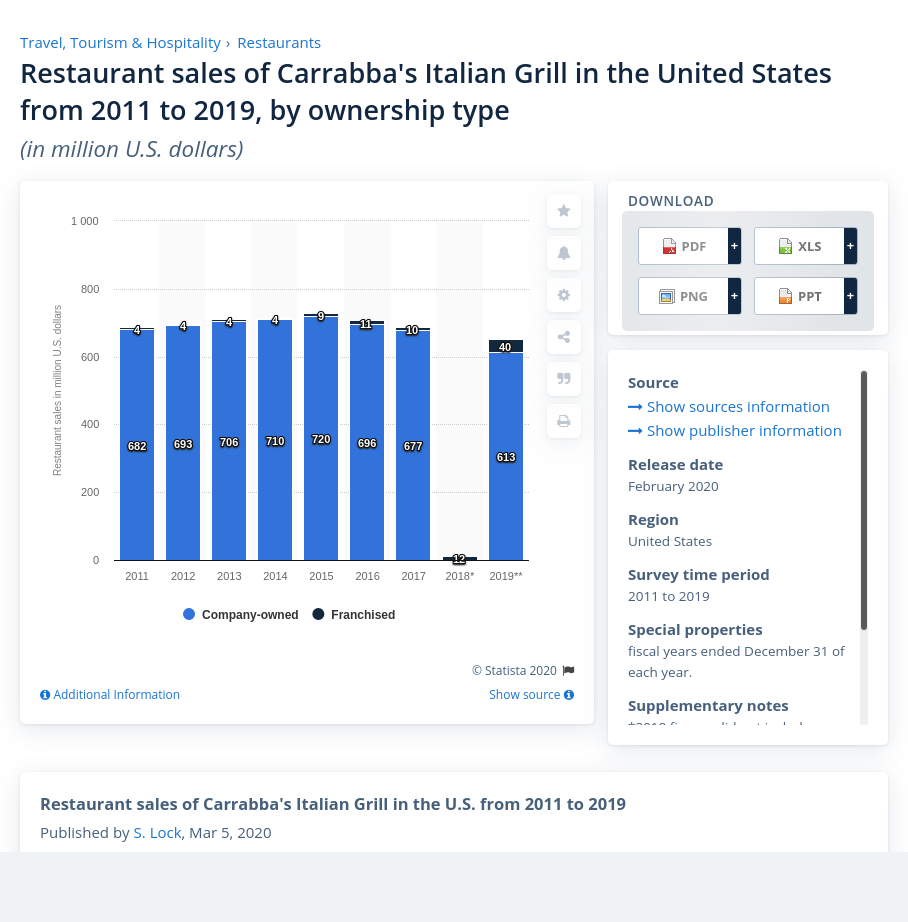 Travel, Tourism & Hospitality › Restaurants
Restaurant sales of Carrabba's Italian Grill in the United States
from 2011 to 2019, by ownership type
(in million U.S. dollars)
1 000
800
600
400
200
0
Restaurant sales in million U.S. dollars
4
4
4
4
9
11
10
40
682
693
706
710
720
696
677
12
613
2011
2012
2013
2014
2015
2016
2017
2018*
2019**
Company-owned
Franchised
© Statista 2020
Additional Information
Show source
DOWNLOAD
PDF +
XLS +
PNG +
PPT +
Source
Show sources information
Show publisher information
Release date
February 2020
Region
United States
Survey time period
2011 to 2019
Special properties
fiscal years ended December 31 of
each year.
Supplementary notes
Restaurant sales of Carrabba's Italian Grill in the U.S. from 2011 to 2019
Published by S. Lock, Mar 5, 2020